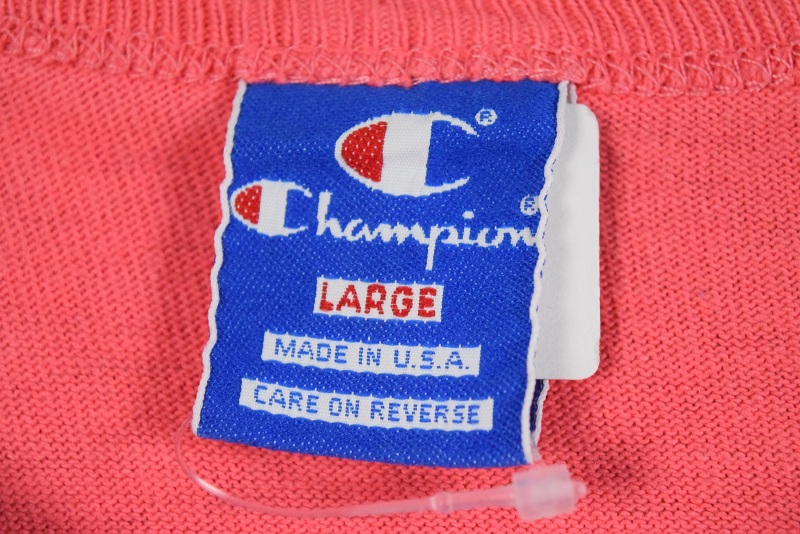 C®
Champion®
LARGE
MADE IN U.S.A.
CARE ON REVERSE